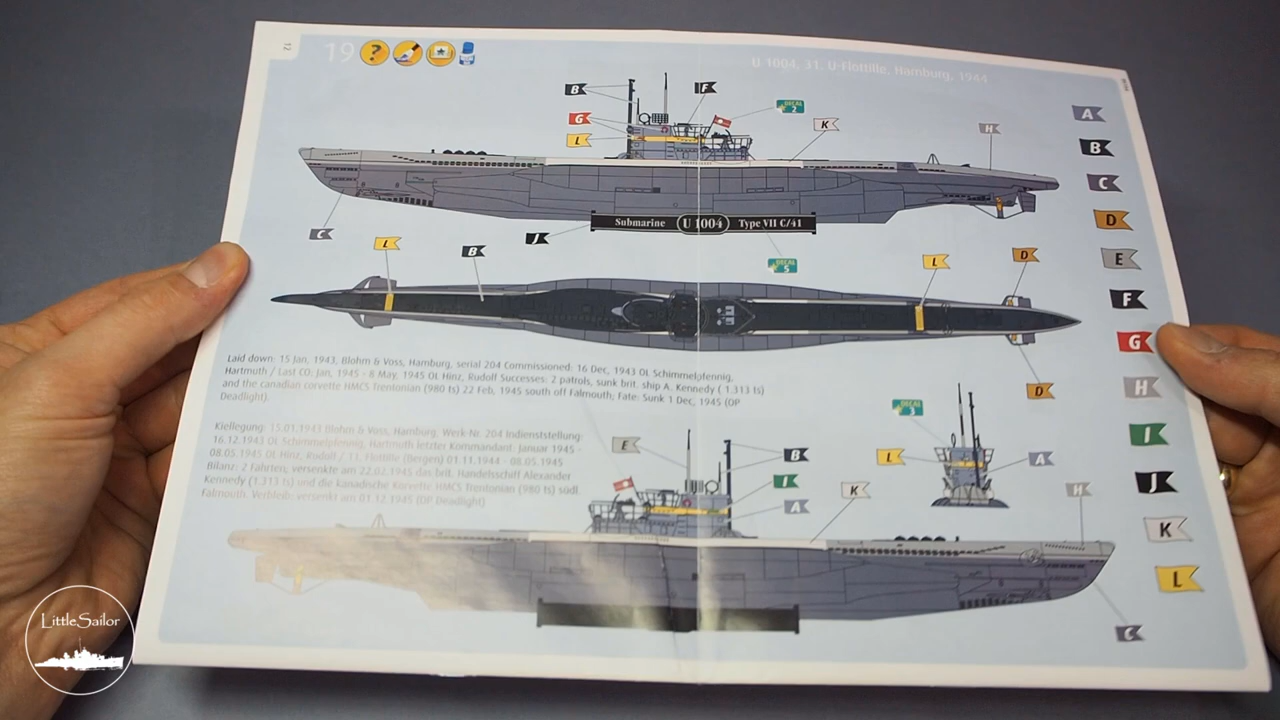 12
19
U 1004, 31. U-Flottille, Hamburg, 1944
B
F
DECAL 2
G
K
L
H
A
B
C
D
E
F
G
H
I
J
K
L
C
J
Submarine U 1004 Type VII C/41
L
B
DECAL 5
L
D
D
Laid down: 15 Jan, 1943, Blohm & Voss, Hamburg, serial 204 Commissioned: 16 Dec, 1943 OL Schimmelpfennig,
Hartmuth / Last CO: Jan, 1945 - 8 May, 1945 OL Hinz, Rudolf Successes: 2 patrols, sunk brit. ship A. Kennedy ( 1.313 ts)
and the canadian corvette HMCS Trentonian (980 ts) 22 Feb, 1945 south off Falmouth, Fate: Sunk 1 Dec, 1945 (OP
Deadlight).
Kiellegung: 15.01.1943 Blohm & Voss, Hamburg, Werk-Nr. 204 Indienststellung:
16.12.1943 OL Schimmelpfennig, Hartmuth letzter Kommandant: Januar 1945 -
08.05.1945 OL Hinz, Rudolf / 11. Flottille (Bergen) 01.11.1944 - 08.05.1945
Bilanz: 2 Fahrten; versenkte am 22.02.1945 das brit. Handelsschiff Alexander
Kennedy (1.313 ts) und die kanadische Korvette HMCS Trentonian (980 ts) südl.
Falmouth. Verbleib: versenkt am 01.12.1945 (OP Deadlight)
DECAL 3
E
B
L
A
I
A
K
H
C
LittleSailor